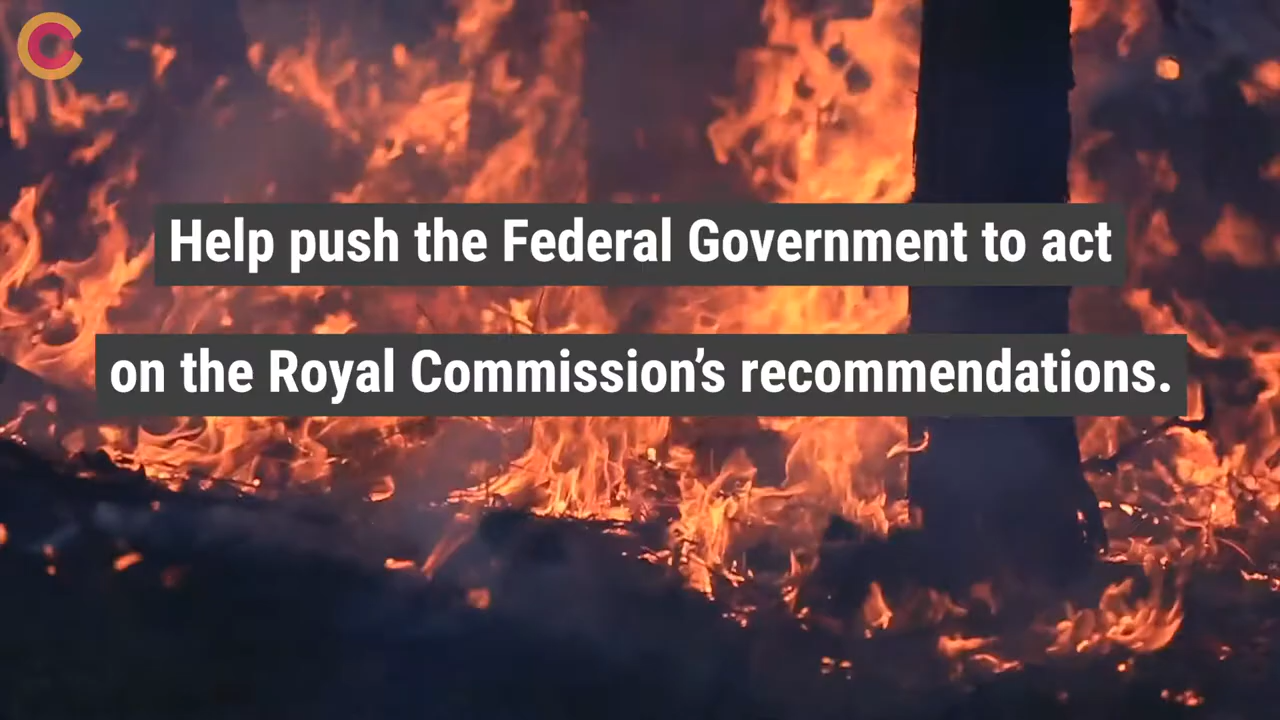 Help push the Federal Government to act
on the Royal Commission’s recommendations.